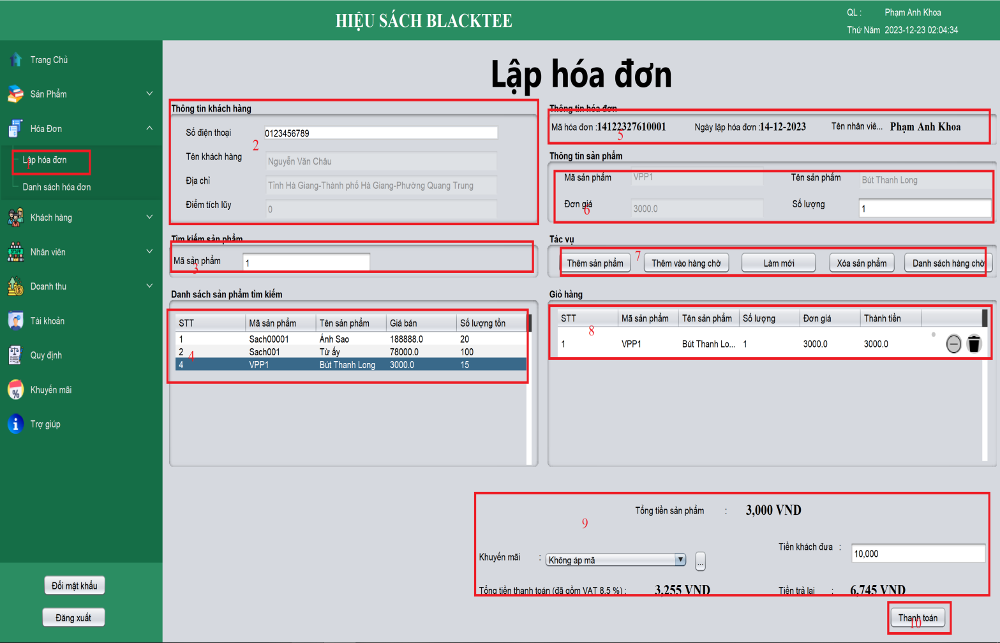 HIỆU SÁCH BLACKTEE
QL : Phạm Anh Khoa
Thứ Năm 2023-12-23 02:04:34
Trang Chủ
Sản Phẩm
Hóa Đơn
Lập hóa đơn
1
Danh sách hóa đơn
Khách hàng
Nhân viên
Doanh thu
Tài khoản
Quy định
Khuyến mãi
Trợ giúp
Đổi mật khẩu
Đăng xuất
Lập hóa đơn
Thông tin khách hàng
Số điện thoại 0123456789
2
Tên khách hàng Nguyễn Văn Châu
Địa chỉ Tỉnh Hà Giang-Thành phố Hà Giang-Phường Quang Trung
Điểm tích lũy 0
Tìm kiếm sản phẩm
Mã sản phẩm 1
3
Danh sách sản phẩm tìm kiếm
STT Mã sản phẩm Tên sản phẩm Giá bán Số lượng tồn
1 Sach00001 Ánh Sao 188888.0 20
2 Sach001 Từ ấy 78000.0 100
4 VPP1 Bút Thanh Long 3000.0 15
4
Thông tin hóa đơn
Mã hóa đơn :14122327610001 Ngày lập hóa đơn :14-12-2023 Tên nhân viê... Phạm Anh Khoa
5
Thông tin sản phẩm
Mã sản phẩm VPP1 Tên sản phẩm Bút Thanh Long
Đơn giá 3000.0 Số lượng 1
6
Tác vụ
7
Thêm sản phẩm Thêm vào hàng chờ Làm mới Xóa sản phẩm Danh sách hàng chờ
Giỏ hàng
STT Mã sản phẩm Tên sản phẩm Số lượng Đơn giá Thành tiền
8
1 VPP1 Bút Thanh Lo... 1 3000.0 3000.0
Tổng tiền sản phẩm : 3,000 VND
9
Tiền khách đưa : 10,000
Khuyến mãi : Không áp mã ...
Tổng tiền thanh toán (đã gồm VAT 8.5 %) : 3,255 VND Tiền trả lại : 6,745 VND
Thanh toán
10